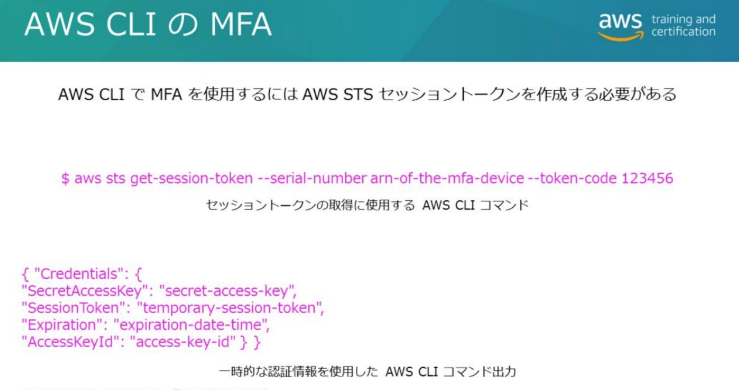 AWS CLI の MFA
aws training and
certification
AWS CLI で MFA を使用するには AWS STS セッショントークンを作成する必要がある
$ aws sts get-session-token --serial-number arn-of-the-mfa-device --token-code 123456
セッショントークンの取得に使用する AWS CLI コマンド
{ "Credentials": {
"SecretAccessKey": "secret-access-key",
"SessionToken": "temporary-session-token",
"Expiration": "expiration-date-time",
"AccessKeyId": "access-key-id" } }
一時的な認証情報を使用した AWS CLI コマンド出力